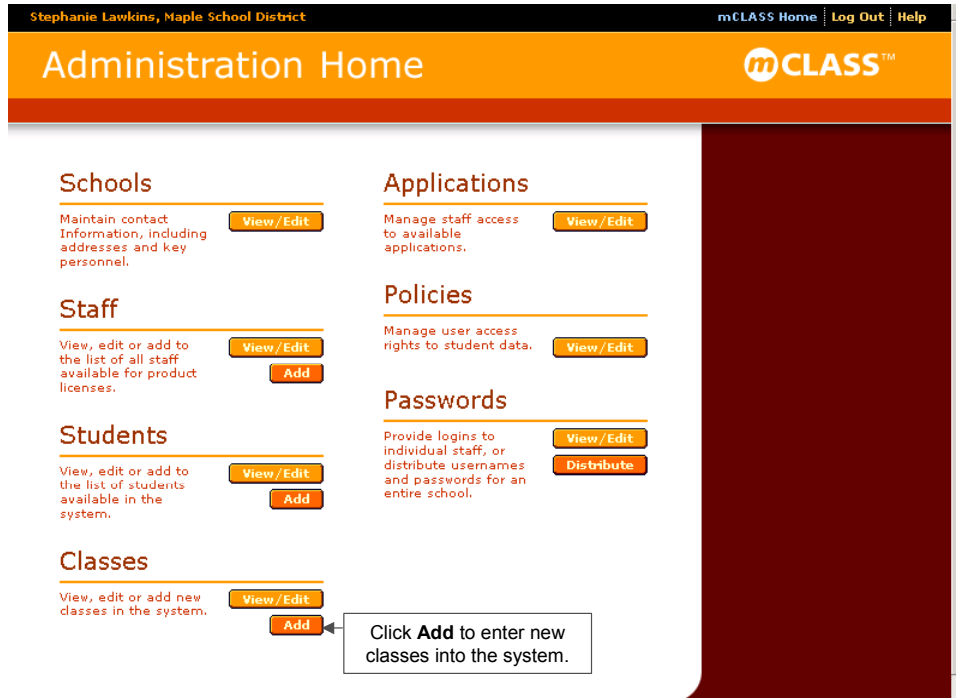 Stephanie Lawkins, Maple School District
mCLASS Home Log Out Help
Administration Home
mCLASS™
Schools
Maintain contact
Information, including
addresses and key
personnel.
View/Edit
Staff
View, edit or add to
the list of all staff
available for product
licenses.
View/Edit
Add
Students
View, edit or add to
the list of students
available in the
system.
View/Edit
Add
Classes
View, edit or add new
classes in the system.
View/Edit
Add
Click Add to enter new
classes into the system.
Applications
Manage staff access
to available
applications.
View/Edit
Policies
Manage user access
rights to student data.
View/Edit
Passwords
Provide logins to
individual staff, or
distribute usernames
and passwords for an
entire school.
View/Edit
Distribute